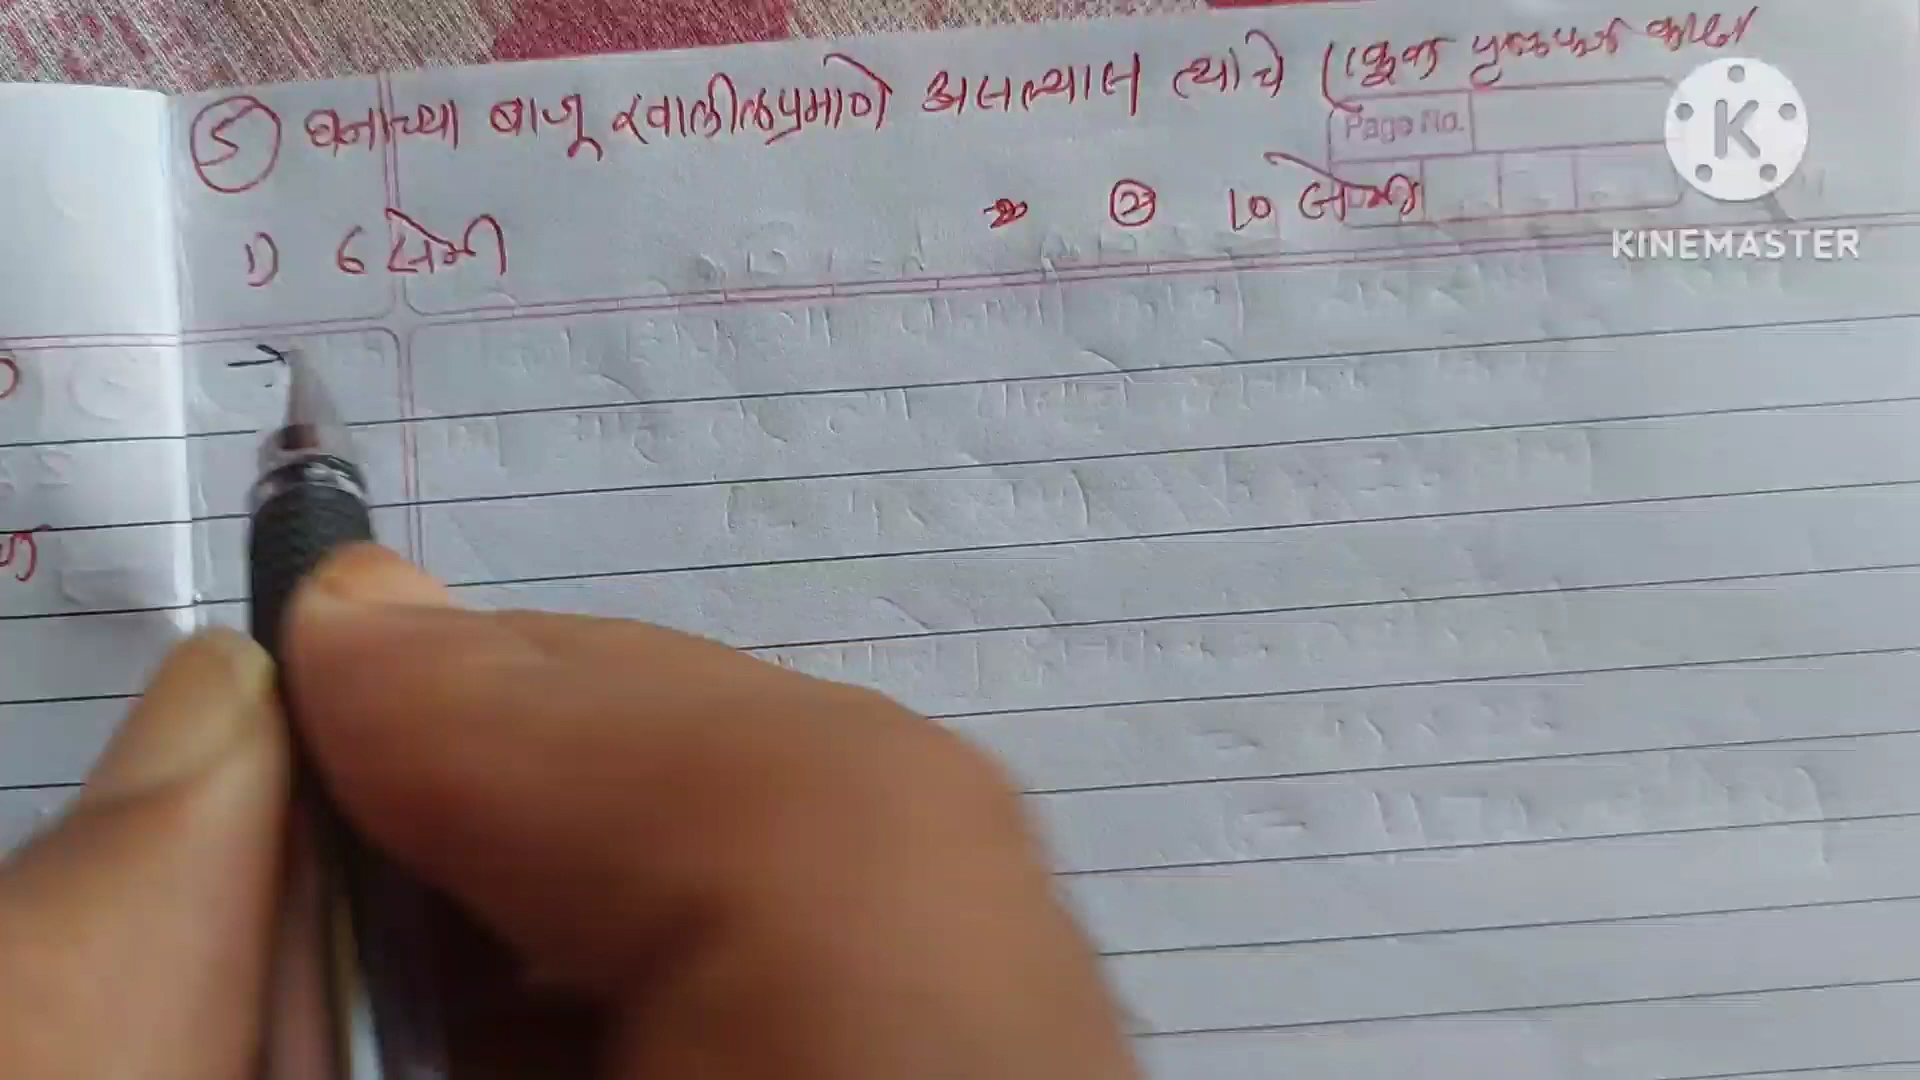 ⑤ घनाच्या बाजू खालीलप्रमाणे असल्यास त्यांचे एकूण पृष्ठफळ काढा
Page No.
1) 6 सेमी ② 10 सेमी
KINEMASTER